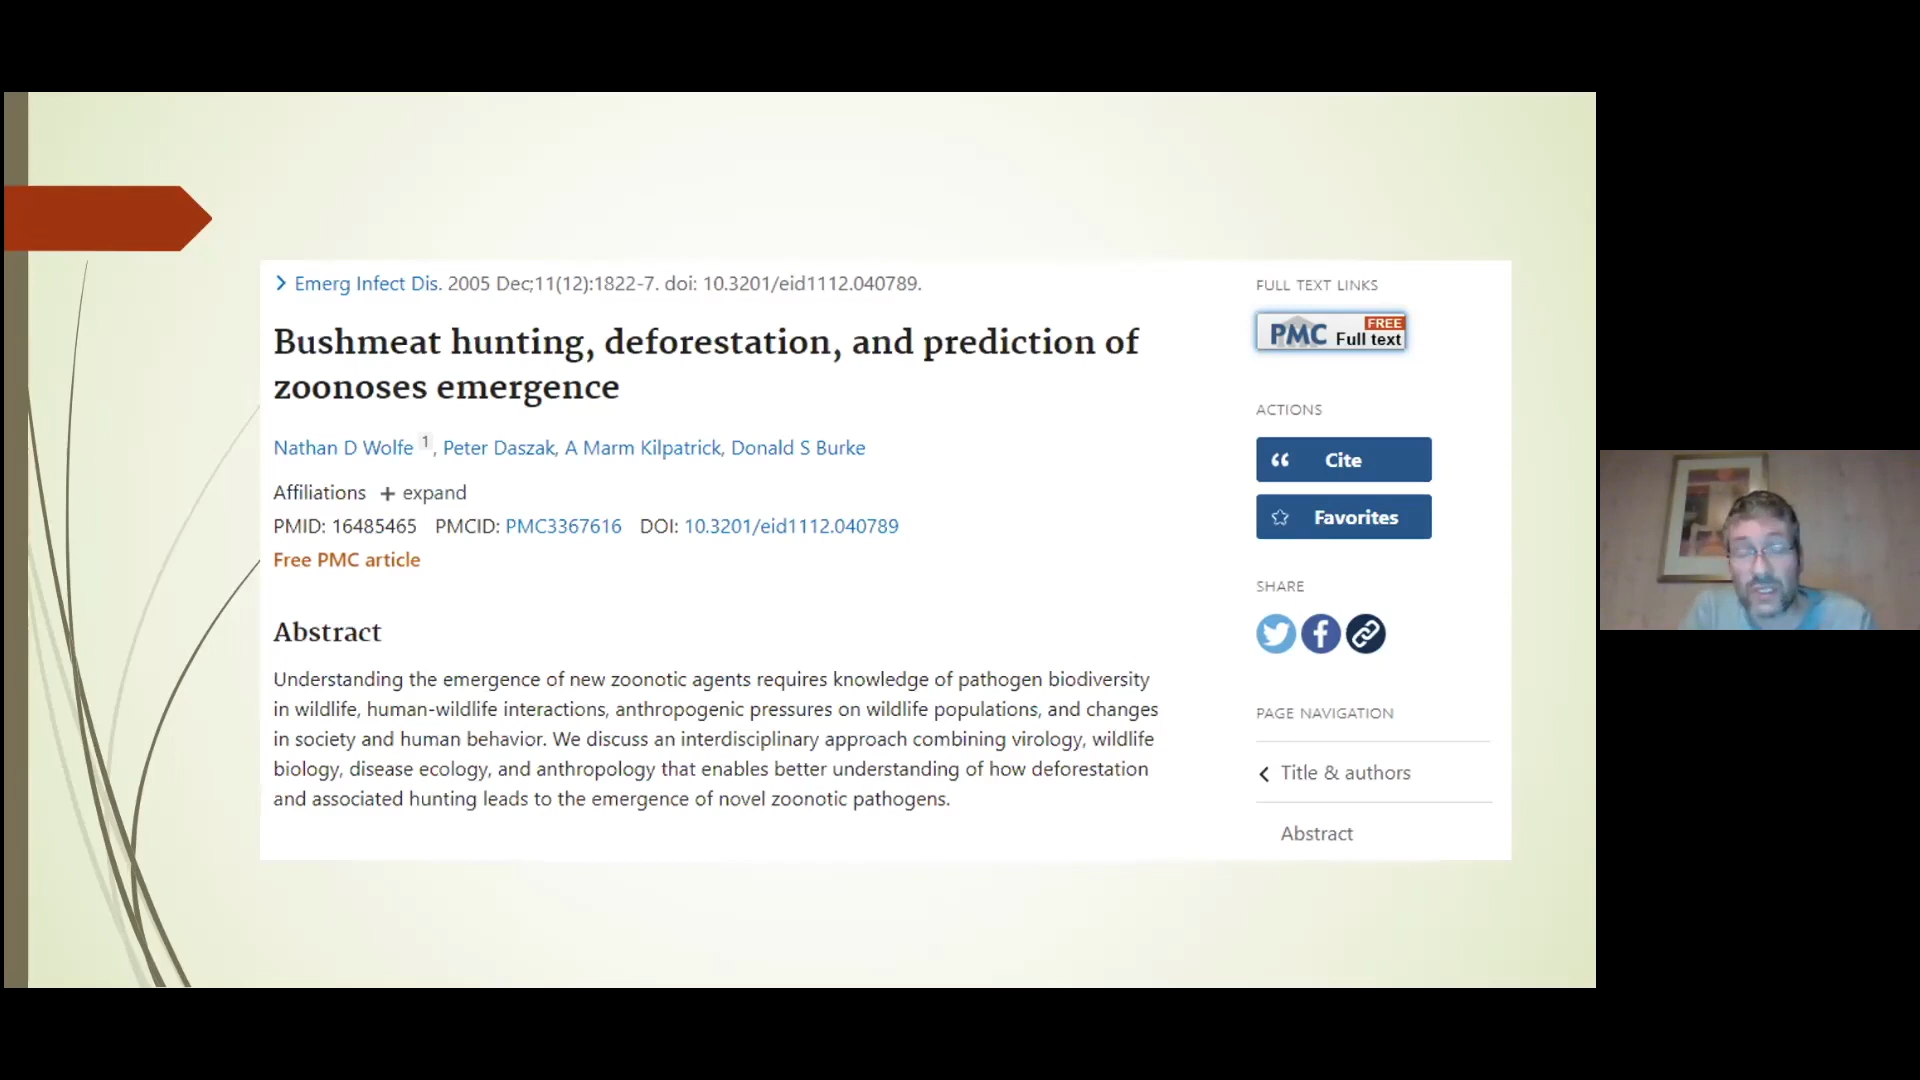 Emerg Infect Dis. 2005 Dec;11(12):1822-7. doi: 10.3201/eid1112.040789.
Bushmeat hunting, deforestation, and prediction of
zoonoses emergence
Nathan D Wolfe 1, Peter Daszak, A Marm Kilpatrick, Donald S Burke
Affiliations + expand
PMID: 16485465 PMCID: PMC3367616 DOI: 10.3201/eid1112.040789
Free PMC article
Abstract
Understanding the emergence of new zoonotic agents requires knowledge of pathogen biodiversity
in wildlife, human-wildlife interactions, anthropogenic pressures on wildlife populations, and changes
in society and human behavior. We discuss an interdisciplinary approach combining virology, wildlife
biology, disease ecology, and anthropology that enables better understanding of how deforestation
and associated hunting leads to the emergence of novel zoonotic pathogens.
FULL TEXT LINKS
PMC FREE Full text
ACTIONS
Cite
Favorites
SHARE
PAGE NAVIGATION
Title & authors
Abstract